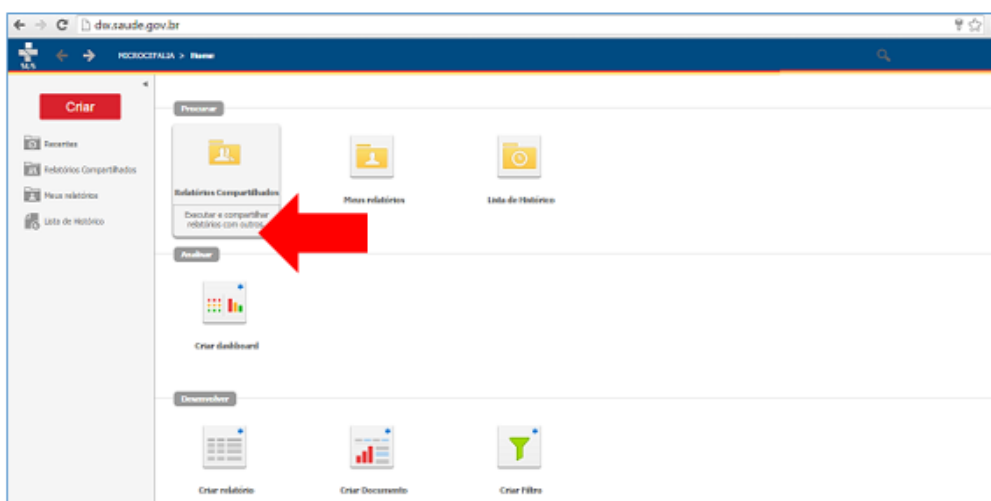 dw.saude.gov.br
SUS
MICROCEFALIA > Home
Criar
Recentes
Relatórios Compartilhados
Meus relatórios
Lista de Histórico
Procurar
Relatórios Compartilhados
Executar e compartilhar
relatórios com outros
Meus relatórios
Lista de Histórico
Analisar
Criar dashboard
Desenvolver
Criar relatório
Criar Documento
Criar Filtro